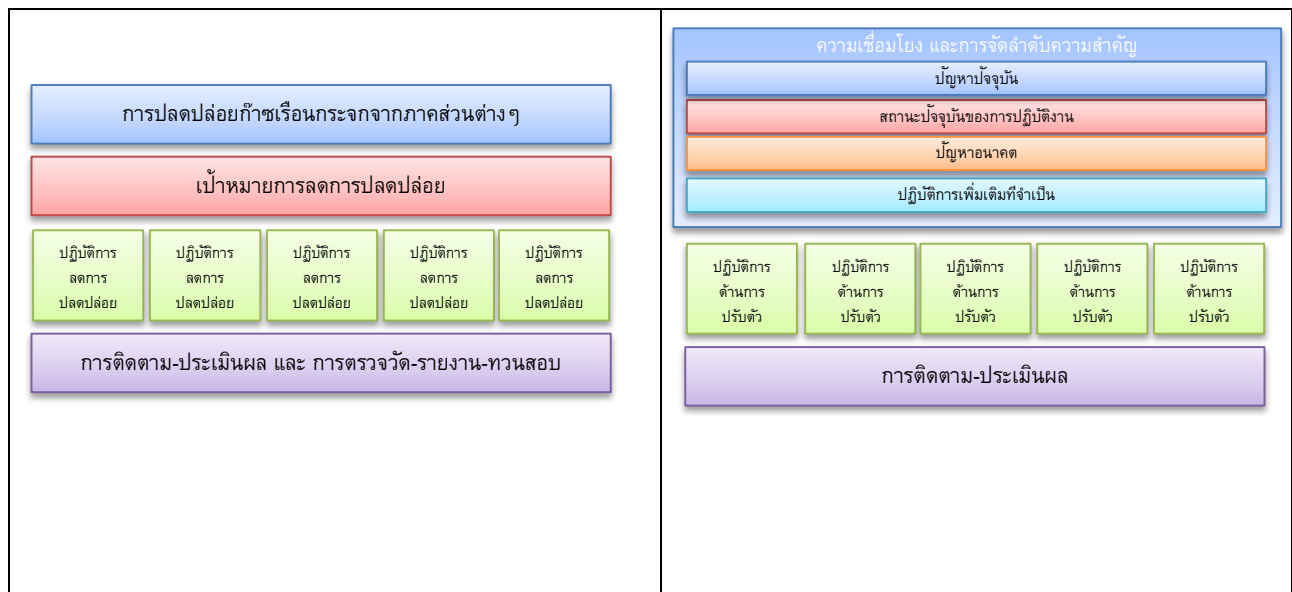 การปลดปล่อยก๊าซเรือนกระจกจากภาคส่วนต่างๆ
เป้าหมายการลดการปลดปล่อย
ปฏิบัติการ
ลดการ
ปลดปล่อย
ปฏิบัติการ
ลดการ
ปลดปล่อย
ปฏิบัติการ
ลดการ
ปลดปล่อย
ปฏิบัติการ
ลดการ
ปลดปล่อย
ปฏิบัติการ
ลดการ
ปลดปล่อย
การติดตาม-ประเมินผล และ การตรวจวัด-รายงาน-ทวนสอบ
ความเชื่อมโยง และการจัดลำดับความสำคัญ
ปัญหาปัจจุบัน
สถานะปัจจุบันของการปฏิบัติงาน
ปัญหาอนาคต
ปฏิบัติการเพิ่มเติมที่จำเป็น
ปฏิบัติการ
ด้านการ
ปรับตัว
ปฏิบัติการ
ด้านการ
ปรับตัว
ปฏิบัติการ
ด้านการ
ปรับตัว
ปฏิบัติการ
ด้านการ
ปรับตัว
ปฏิบัติการ
ด้านการ
ปรับตัว
การติดตาม-ประเมินผล